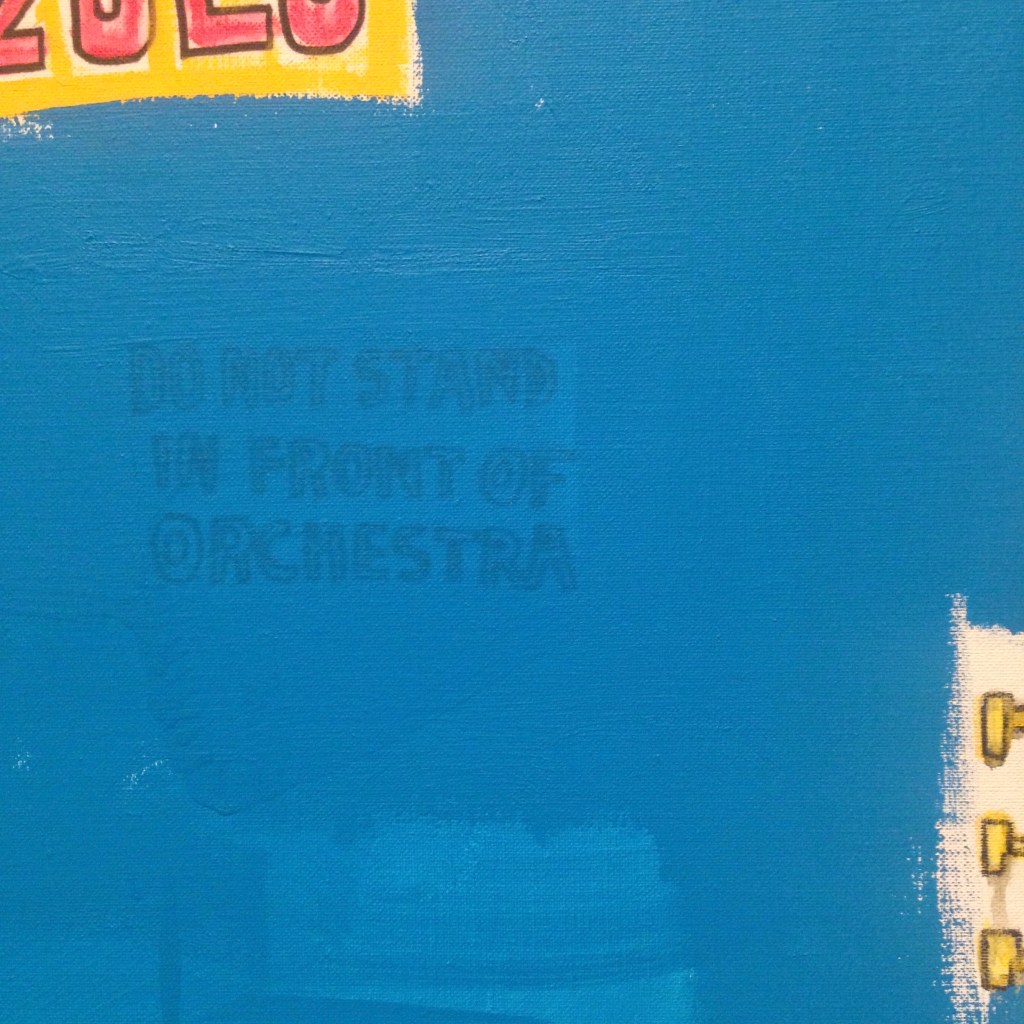 DO NOT STAND
IN FRONT OF
ORCHESTRA